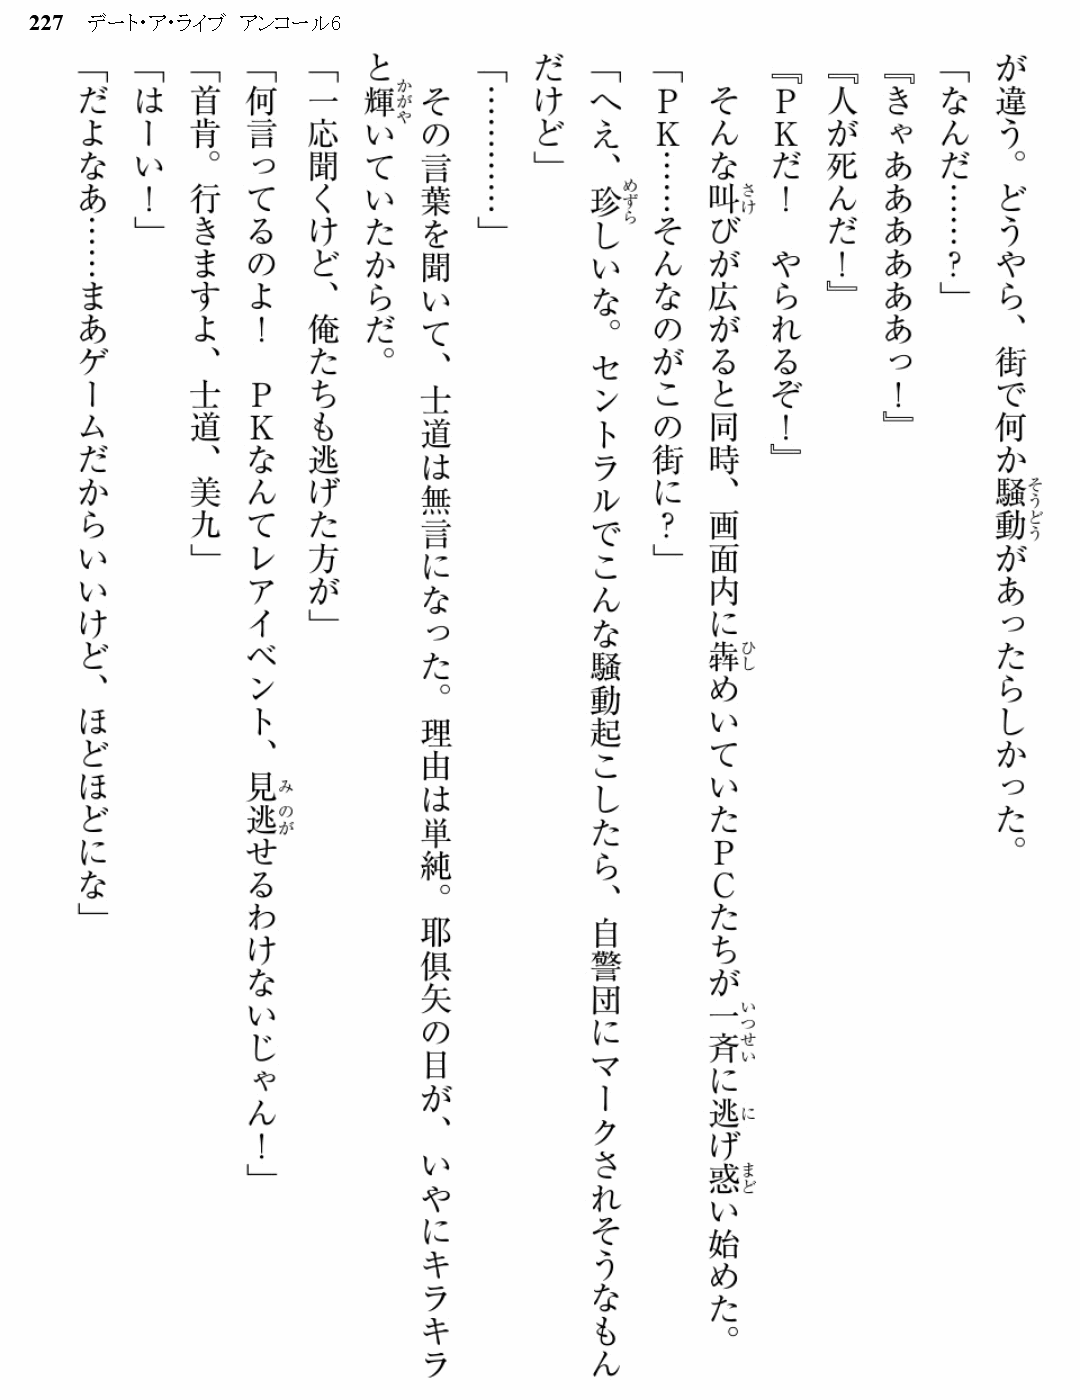 227 デート・ア・ライブ アンコール6
が違う。どうやら、街で何か騒動があったらしかった。
「なんだ……？」
『きゃあああああああっ！』
『人が死んだ！』
『ＰＫだ！　やられるぞ！』
　そんな叫びが広がると同時、画面内に犇めいていたＰＣたちが一斉に逃げ惑い始めた。
「ＰＫ……そんなのがこの街に？」
「へえ、珍しいな。セントラルでこんな騒動起こしたら、自警団にマークされそうなもん
だけど」
「…………」
　その言葉を聞いて、士道は無言になった。理由は単純。耶倶矢の目が、いやにキラキラ
と輝いていたからだ。
「一応聞くけど、俺たちも逃げた方が」
「何言ってるのよ！　ＰＫなんてレアイベント、見逃せるわけないじゃん！」
「首肯。行きますよ、士道、美九」
「はーい！」
「だよなあ……まあゲームだからいいけど、ほどほどにな」